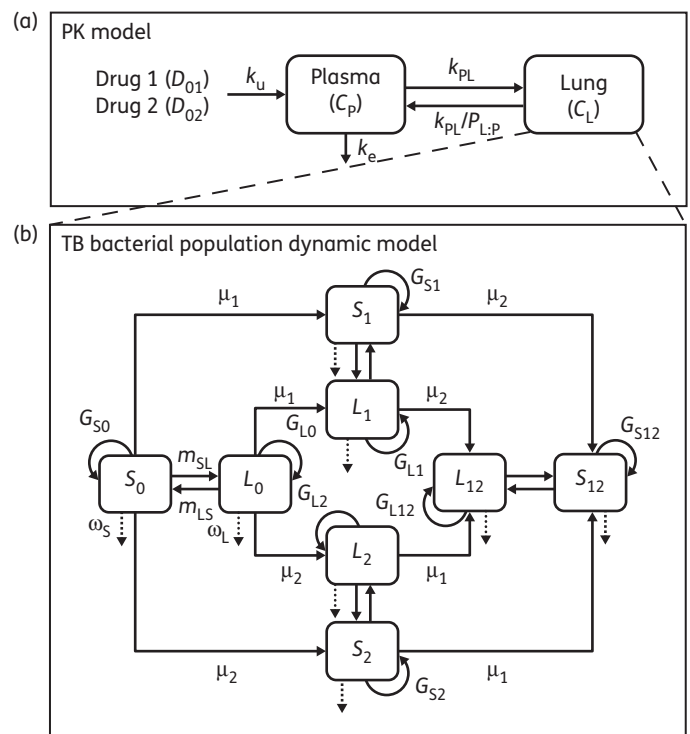 (a)
PK model
Drug 1 (D01)
Drug 2 (D02)
ku
Plasma
(CP)
kPL
kPL/PL:P
Lung
(CL)
ke
(b)
TB bacterial population dynamic model
μ1
S1
GS1
μ2
μ1
L1
μ2
GS0
GL0
GL1
GS12
S0
mSL
mLS
L0
L12
S12
GL2
GL12
ωS
ωL
L2
μ2
μ1
S2
μ2
GS2
μ1